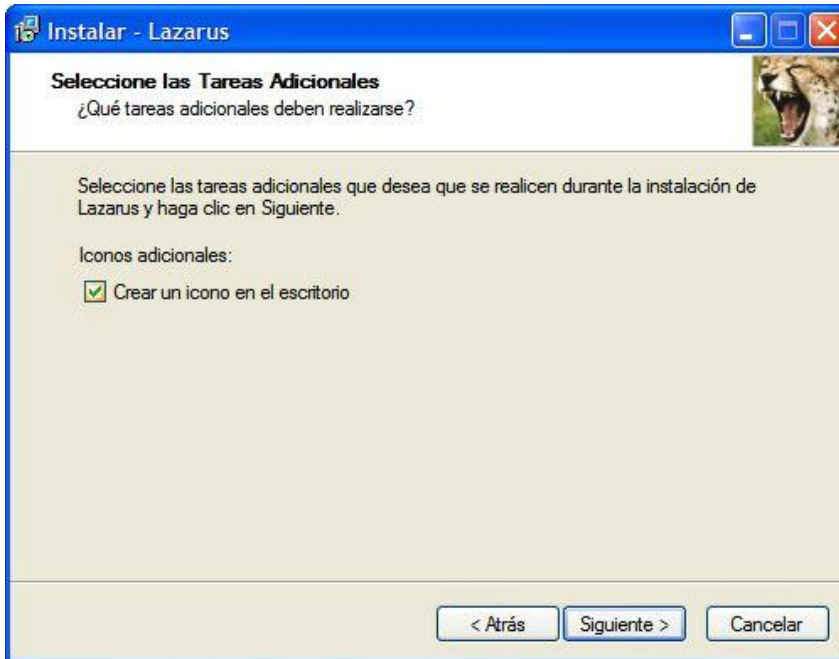 Instalar - Lazarus
Seleccione las Tareas Adicionales
¿Qué tareas adicionales deben realizarse?
Seleccione las tareas adicionales que desea que se realicen durante la instalación de
Lazarus y haga clic en Siguiente.
Iconos adicionales:
Crear un icono en el escritorio
< Atrás
Siguiente >
Cancelar